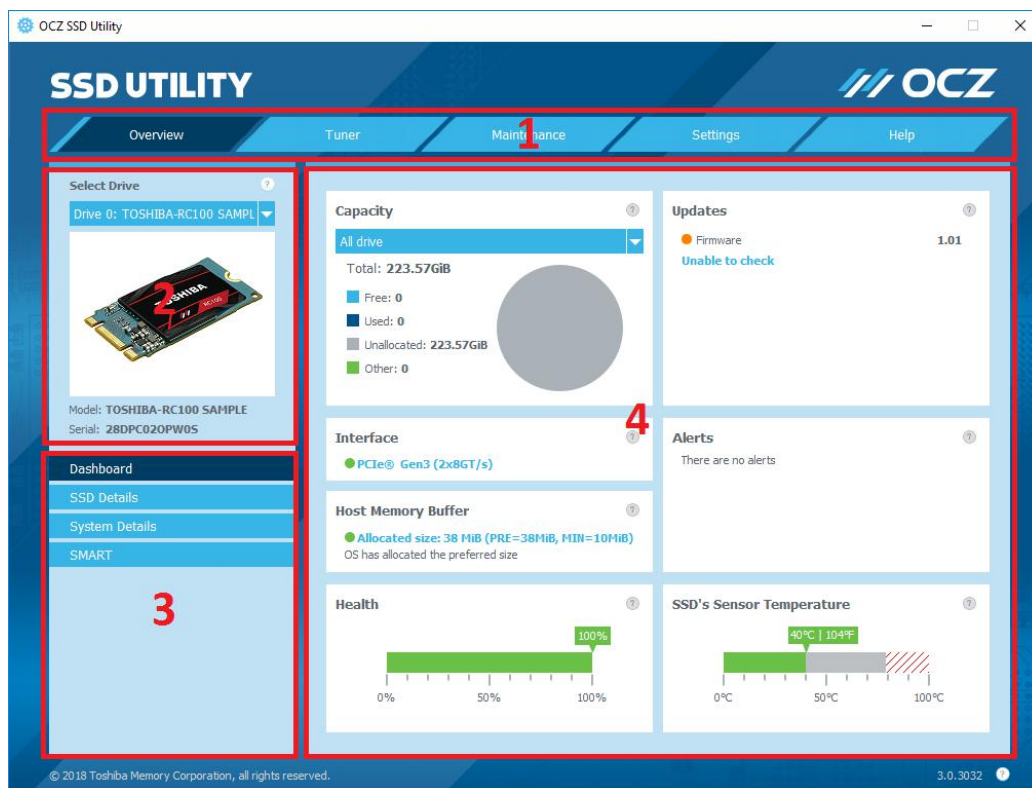 OCZ SSD Utility
SSD UTILITY
OCZ
Overview
Tuner
Maintenance
Settings
Help
1
Select Drive
?
Drive 0: TOSHIBA-RC100 SAMPL
TOSHIBA
RC100
2
Model: TOSHIBA-RC100 SAMPLE
Serial: 28DPC02OPW0S
Dashboard
SSD Details
System Details
SMART
3
Capacity
?
All drive
Total: 223.57GiB
Free: 0
Used: 0
Unallocated: 223.57GiB
Other: 0
Updates
?
Firmware 1.01
Unable to check
4
Interface
?
PCIe® Gen3 (2x8GT/s)
Alerts
?
There are no alerts
Host Memory Buffer
?
Allocated size: 38 MiB (PRE=38MiB, MIN=10MiB)
OS has allocated the preferred size
Health
?
100%
0% 50% 100%
SSD's Sensor Temperature
?
40°C | 104°F
0°C 50°C 100°C
© 2018 Toshiba Memory Corporation, all rights reserved.
3.0.3032
?